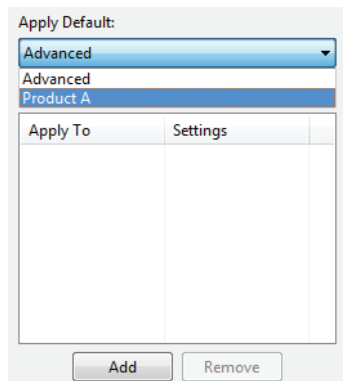 Apply Default:
Advanced
Advanced
Product A
Apply To Settings
Add Remove